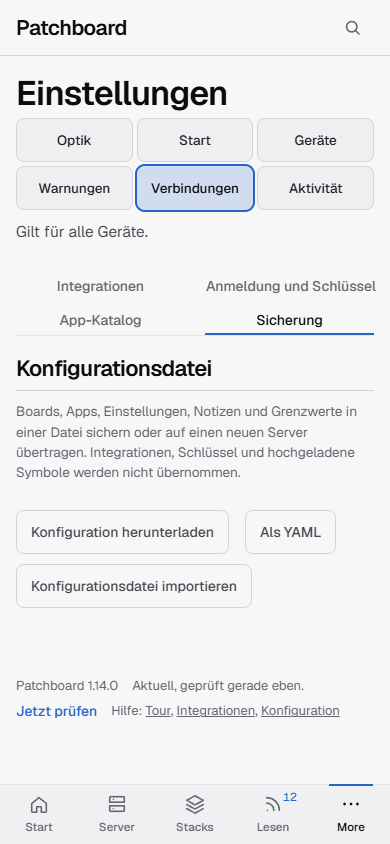 Patchboard
Einstellungen
Optik
Start
Geräte
Warnungen
Verbindungen
Aktivität
Gilt für alle Geräte.
Integrationen
Anmeldung und Schlüssel
App-Katalog
Sicherung
Konfigurationsdatei
Boards, Apps, Einstellungen, Notizen und Grenzwerte in
einer Datei sichern oder auf einen neuen Server
übertragen. Integrationen, Schlüssel und hochgeladene
Symbole werden nicht übernommen.
Konfiguration herunterladen
Als YAML
Konfigurationsdatei importieren
Patchboard 1.14.0 Aktuell, geprüft gerade eben.
Jetzt prüfen Hilfe: Tour, Integrationen, Konfiguration
12
Start
Server
Stacks
Lesen
More